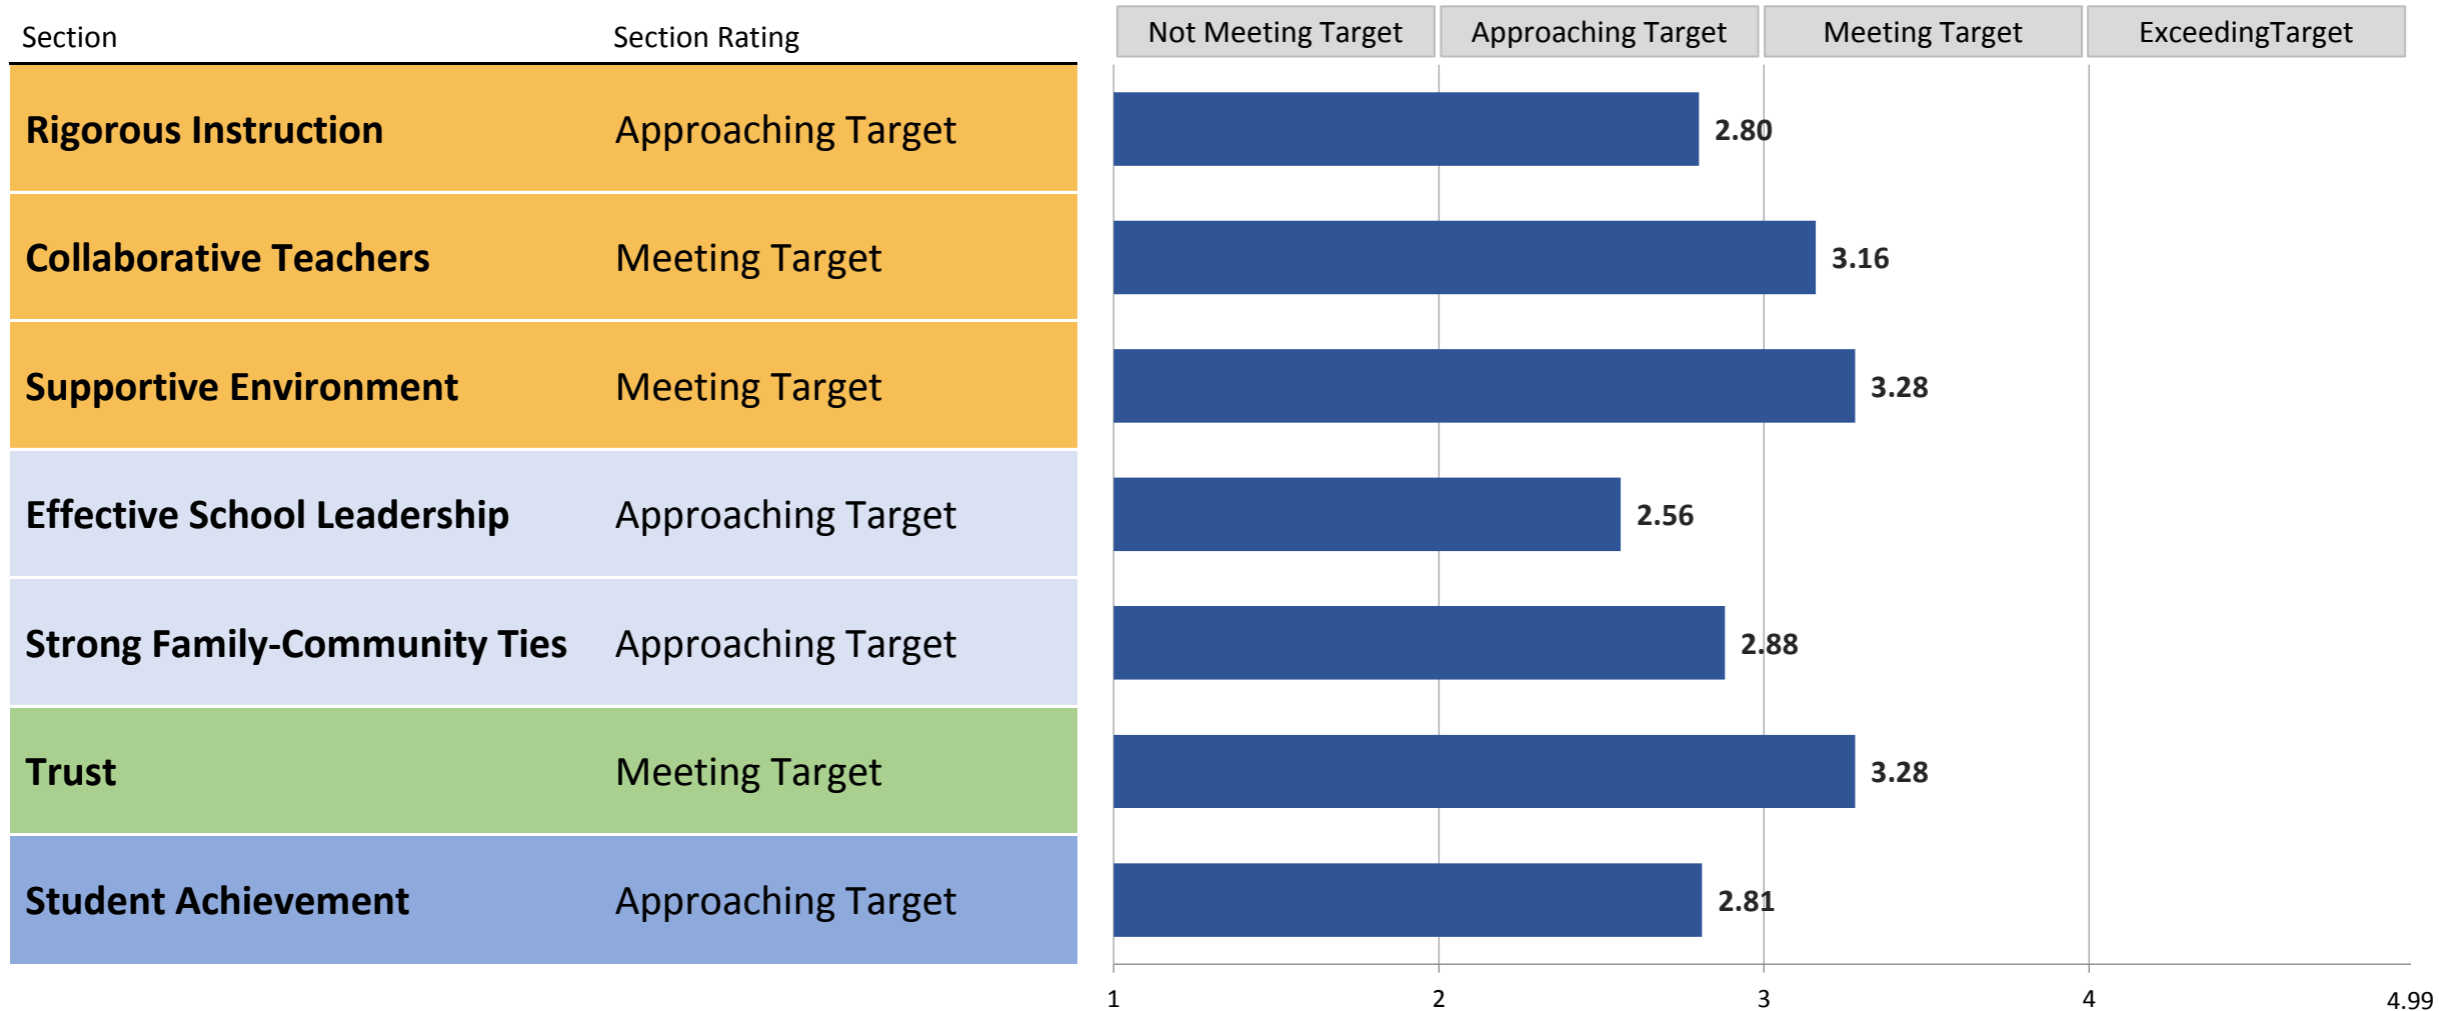 Section Section Rating Not Meeting Target Approaching Target Meeting Target ExceedingTarget
Rigorous Instruction Approaching Target 2.80
Collaborative Teachers Meeting Target 3.16
Supportive Environment Meeting Target 3.28
Effective School Leadership Approaching Target 2.56
Strong Family-Community Ties Approaching Target 2.88
Trust Meeting Target 3.28
Student Achievement Approaching Target 2.81
1 2 3 4 4.99